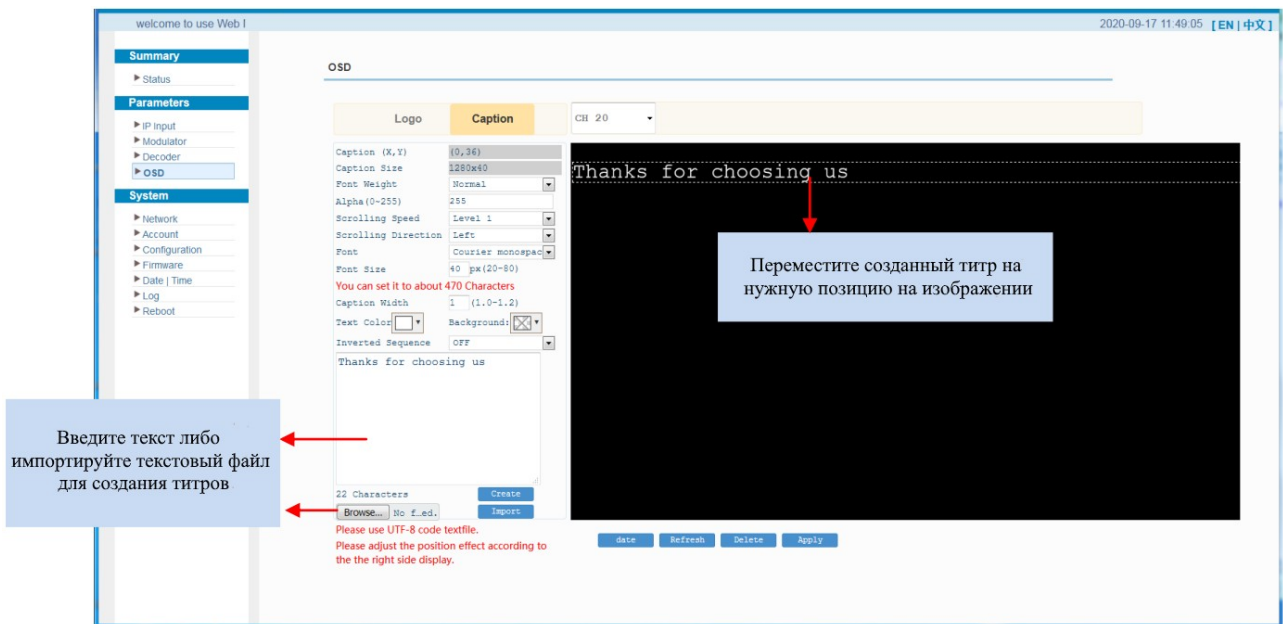 welcome to use Web I
2020-09-17 11:49:05 [ EN | 中文 ]
Summary
Status
Parameters
IP Input
Modulator
Decoder
OSD
System
Network
Account
Configuration
Firmware
Date | Time
Log
Reboot
OSD
Logo Caption CH 20
Caption (X,Y) (0,36)
Caption Size 1280x40
Font Weight Normal
Alpha(0-255) 255
Scrolling Speed Level 1
Scrolling Direction Left
Font Courier monospac
Font Size 40 px(20-80)
You can set it to about 470 Characters
Caption Width 1 (1.0-1.2)
Text Color Background:
Inverted Sequence OFF
Thanks for choosing us
22 Characters Create
Browse... No f…ed. Import
Please use UTF-8 code textfile.
Please adjust the position effect according to
the the right side display.
Thanks for choosing us
Переместите созданный титр на
нужную позицию на изображении
date Refresh Delete Apply
Введите текст либо
импортируйте текстовый файл
для создания титров